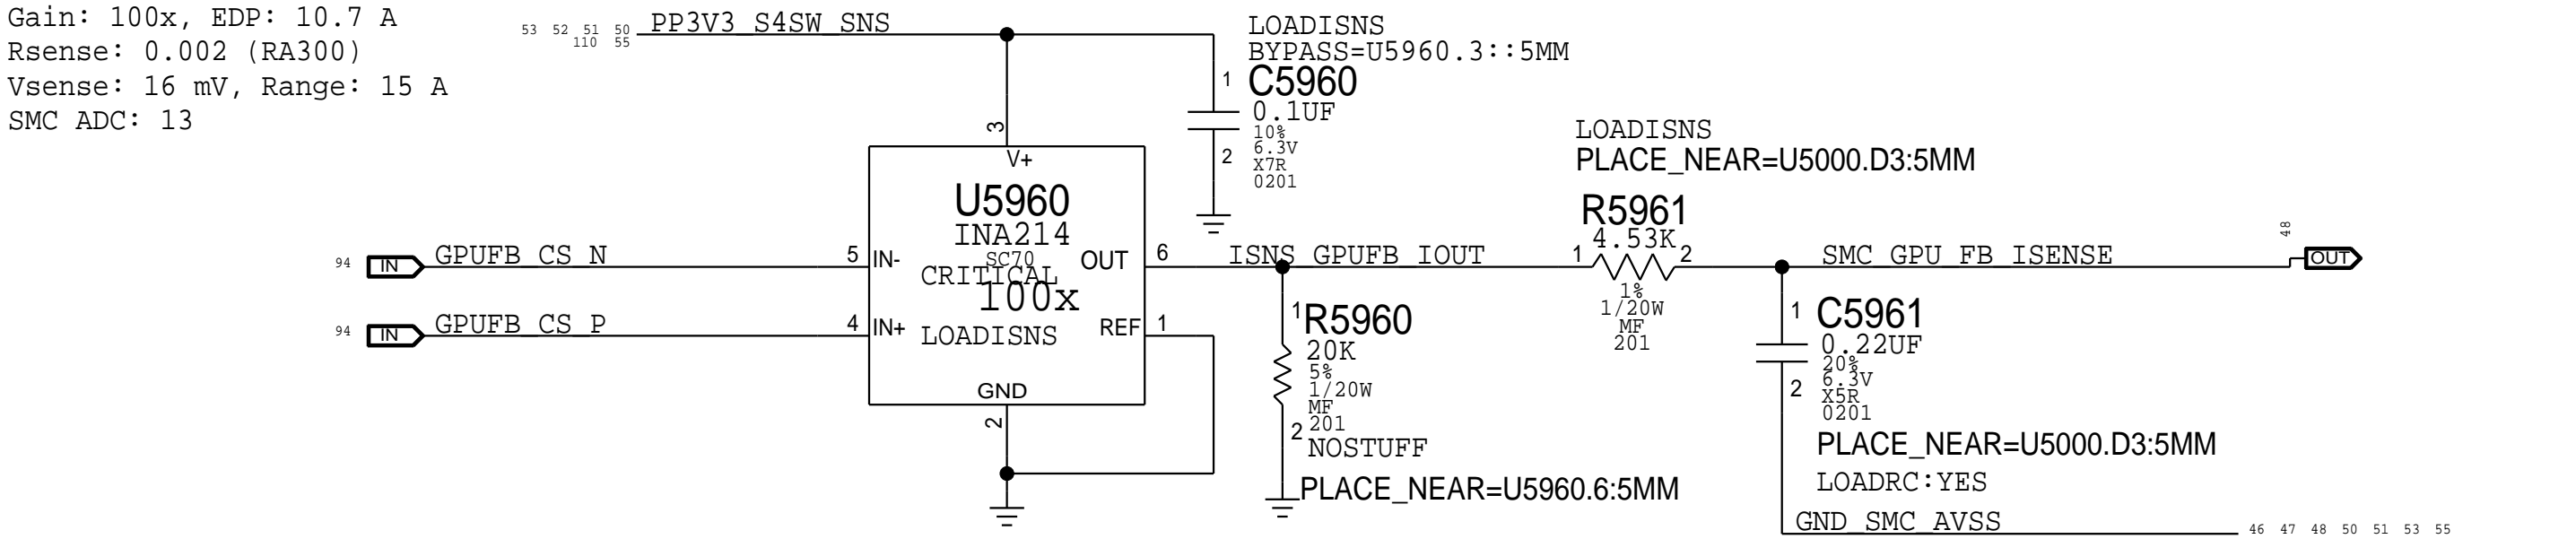 Gain: 100x, EDP: 10.7 A
Rsense: 0.002 (RA300)
Vsense: 16 mV, Range: 15 A
SMC ADC: 13
53 52 51 50
110 55
PP3V3_S4SW_SNS
LOADISNS
BYPASS=U5960.3::5MM
1
C5960
0.1UF
10%
6.3V
X7R
0201
2
3
V+
U5960
INA214
SC70
CRITICAL
100x
LOADISNS
94
IN
GPUFB_CS_N
5
IN-
94
IN
GPUFB_CS_P
4
IN+
OUT
6
REF
1
GND
2
ISNS_GPUFB_IOUT
1
R5960
20K
5%
1/20W
MF
201
2
NOSTUFF
PLACE_NEAR=U5960.6:5MM
LOADISNS
PLACE_NEAR=U5000.D3:5MM
R5961
1
4.53K
2
1%
1/20W
MF
201
SMC_GPU_FB_ISENSE
48
OUT
1
C5961
0.22UF
20%
6.3V
X5R
0201
2
PLACE_NEAR=U5000.D3:5MM
LOADRC:YES
GND_SMC_AVSS
46 47 48 50 51 53 55